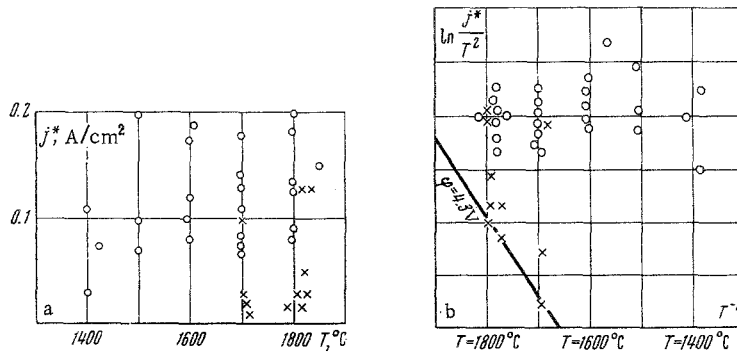 0.2
j*, A/cm²
0.1
a
1400
1600
1800
T, °C
ln j*/T²
φ=4,3V
b
T⁻
T=1800°C
T=1600°C
T=1400°C